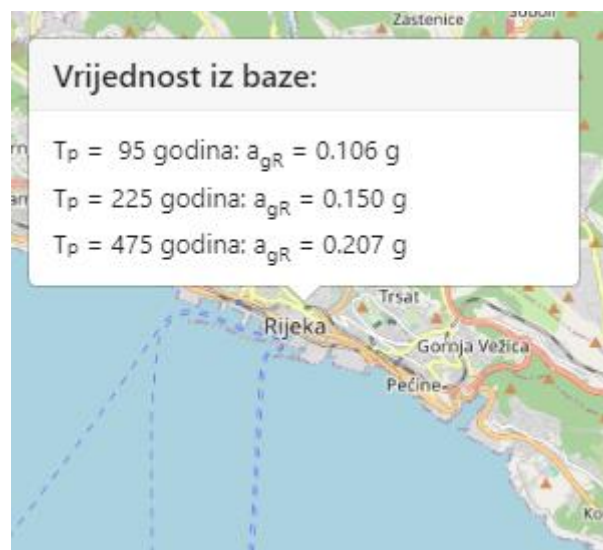 Zastenice
Vrijednost iz baze:
Tp = 95 godina: agR = 0.106 g
Tp = 225 godina: agR = 0.150 g
Tp = 475 godina: agR = 0.207 g
Trsat
Rijeka
Gornja Vežica
Pećine